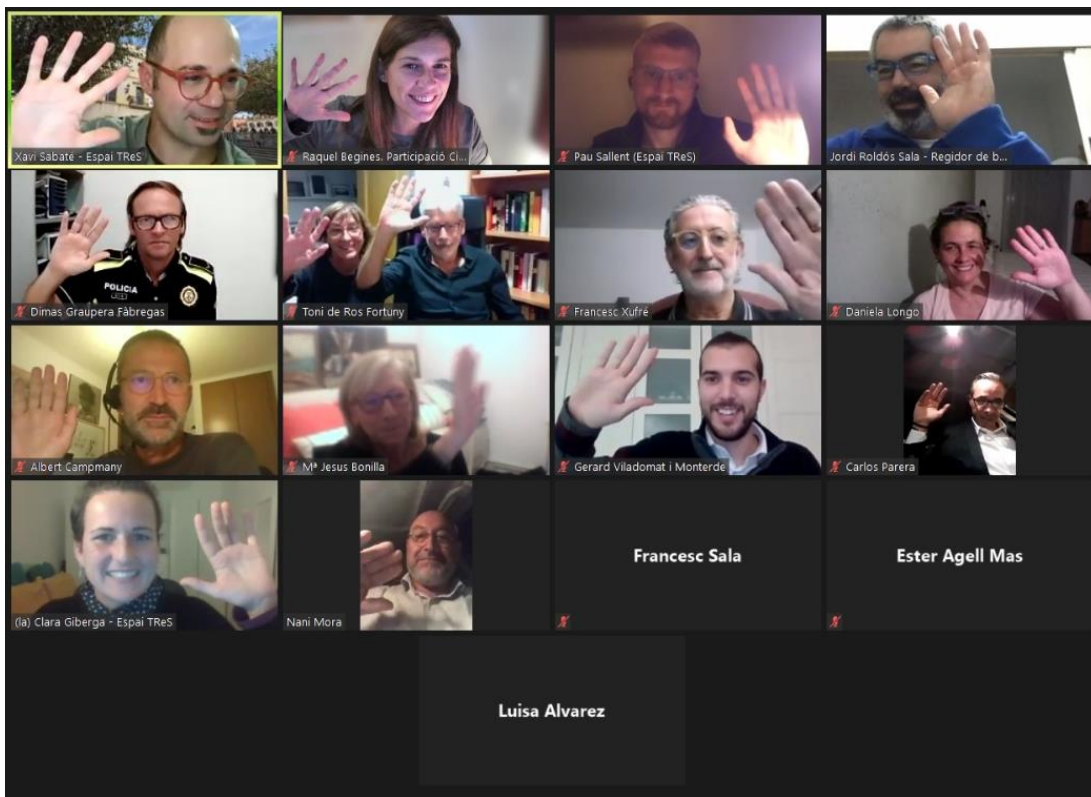 Xavi Sabaté - Espai TReS
Raquel Begines. Participació Ci...
Pau Sallent (Espai TReS)
Jordi Roldós Sala - Regidor de b...
POLICIA
Dimas Graupera Fàbregas
Toni de Ros Fortuny
Francesc Xufré
Daniela Longo
Albert Campmany
Mª Jesus Bonilla
Gerard Viladomat i Monterde
Carlos Parera
(la) Clara Giberga - Espai TReS
Nani Mora
Francesc Sala
Ester Agell Mas
Luisa Alvarez